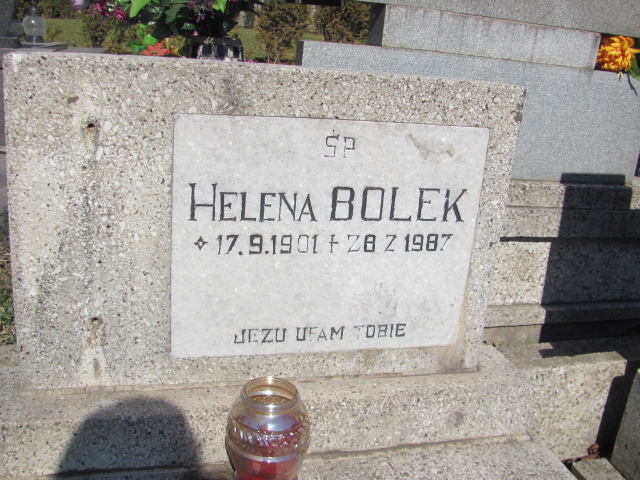 ŚP
HELENA BOLEK
17.9.1901 † 28 2 1987
JEZU UFAM TOBIE